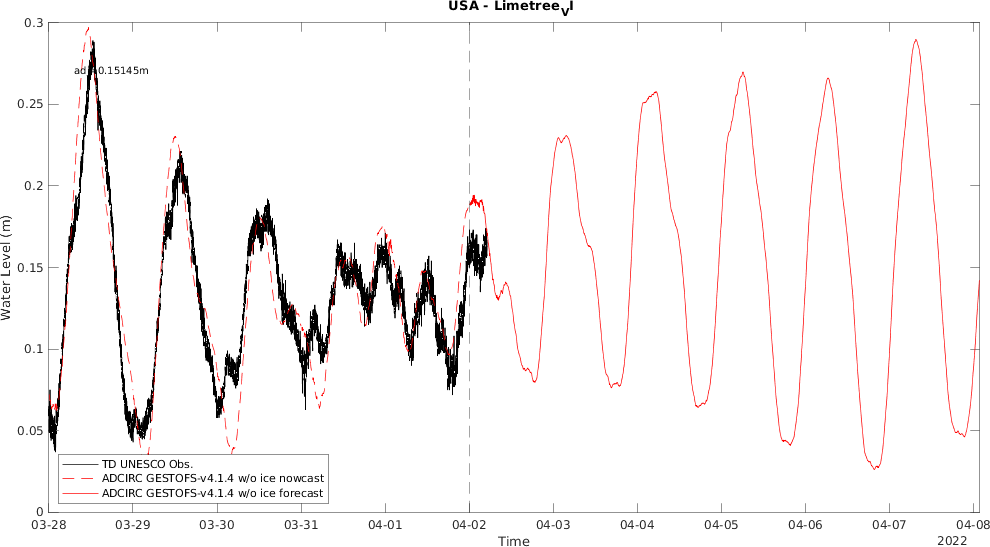 USA - LimetreeVI
0.3
0.25
0.2
0.15
0.1
0.05
0
Water Level (m)
adj=0.15145m
TD UNESCO Obs.
ADCIRC GESTOFS-v4.1.4 w/o ice nowcast
ADCIRC GESTOFS-v4.1.4 w/o ice forecast
03-28 03-29 03-30 03-31 04-01 04-02 04-03 04-04 04-05 04-06 04-07 04-08
Time
2022